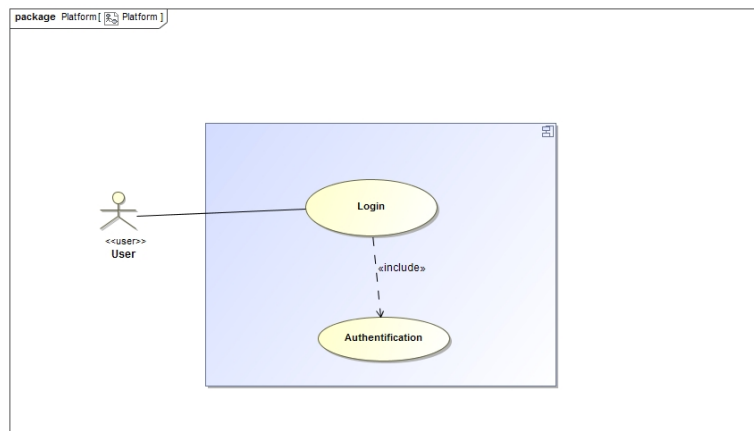 package Platform [ Platform ]
Login
<<user>>
User
«include»
Authentification